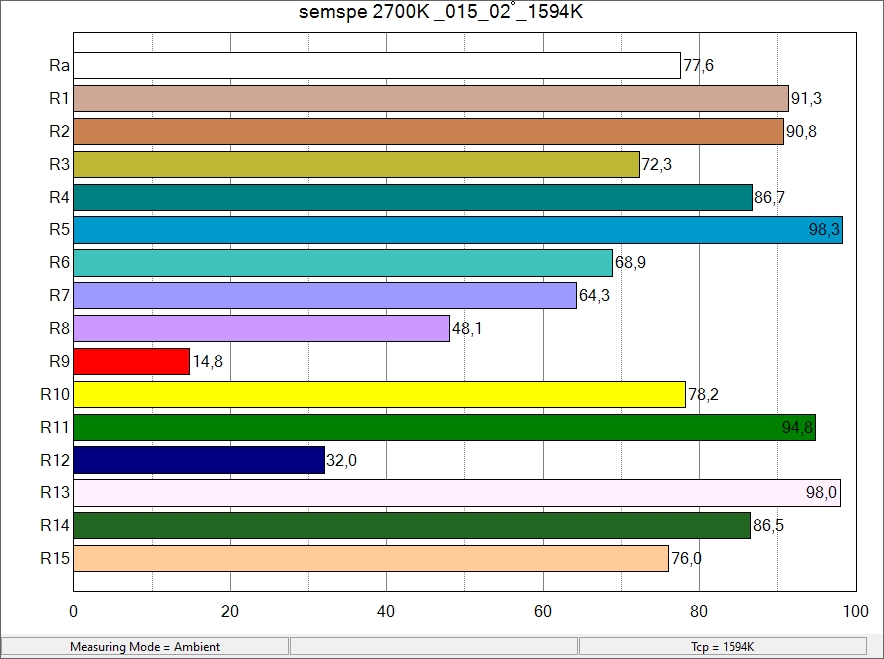 semspe 2700K _015_02°_1594K
Ra 77,6
R1 91,3
R2 90,8
R3 72,3
R4 86,7
R5 98,3
R6 68,9
R7 64,3
R8 48,1
R9 14,8
R10 78,2
R11 94,8
R12 32,0
R13 98,0
R14 86,5
R15 76,0
0 20 40 60 80 100
Measuring Mode = Ambient Tcp = 1594K